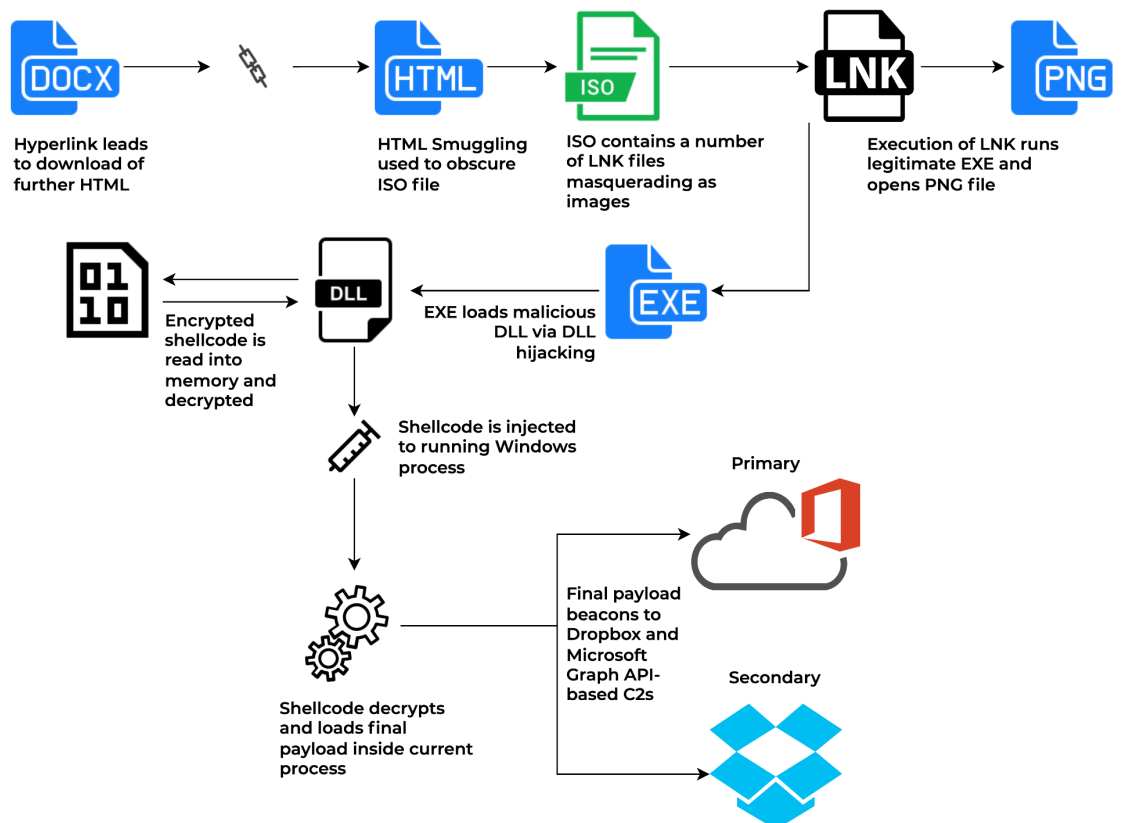 DOCX
HTML
ISO
LNK
PNG
Hyperlink leads
to download of
further HTML
HTML Smuggling
used to obscure
ISO file
ISO contains a number
of LNK files
masquerading as
images
Execution of LNK runs
legitimate EXE and
opens PNG file
01
10
DLL
EXE
Encrypted
shellcode is
read into
memory and
decrypted
EXE loads malicious
DLL via DLL
hijacking
Shellcode is injected
to running Windows
process
Primary
Final payload
beacons to
Dropbox and
Microsoft
Graph API-
based C2s
Secondary
Shellcode decrypts
and loads final
payload inside current
process